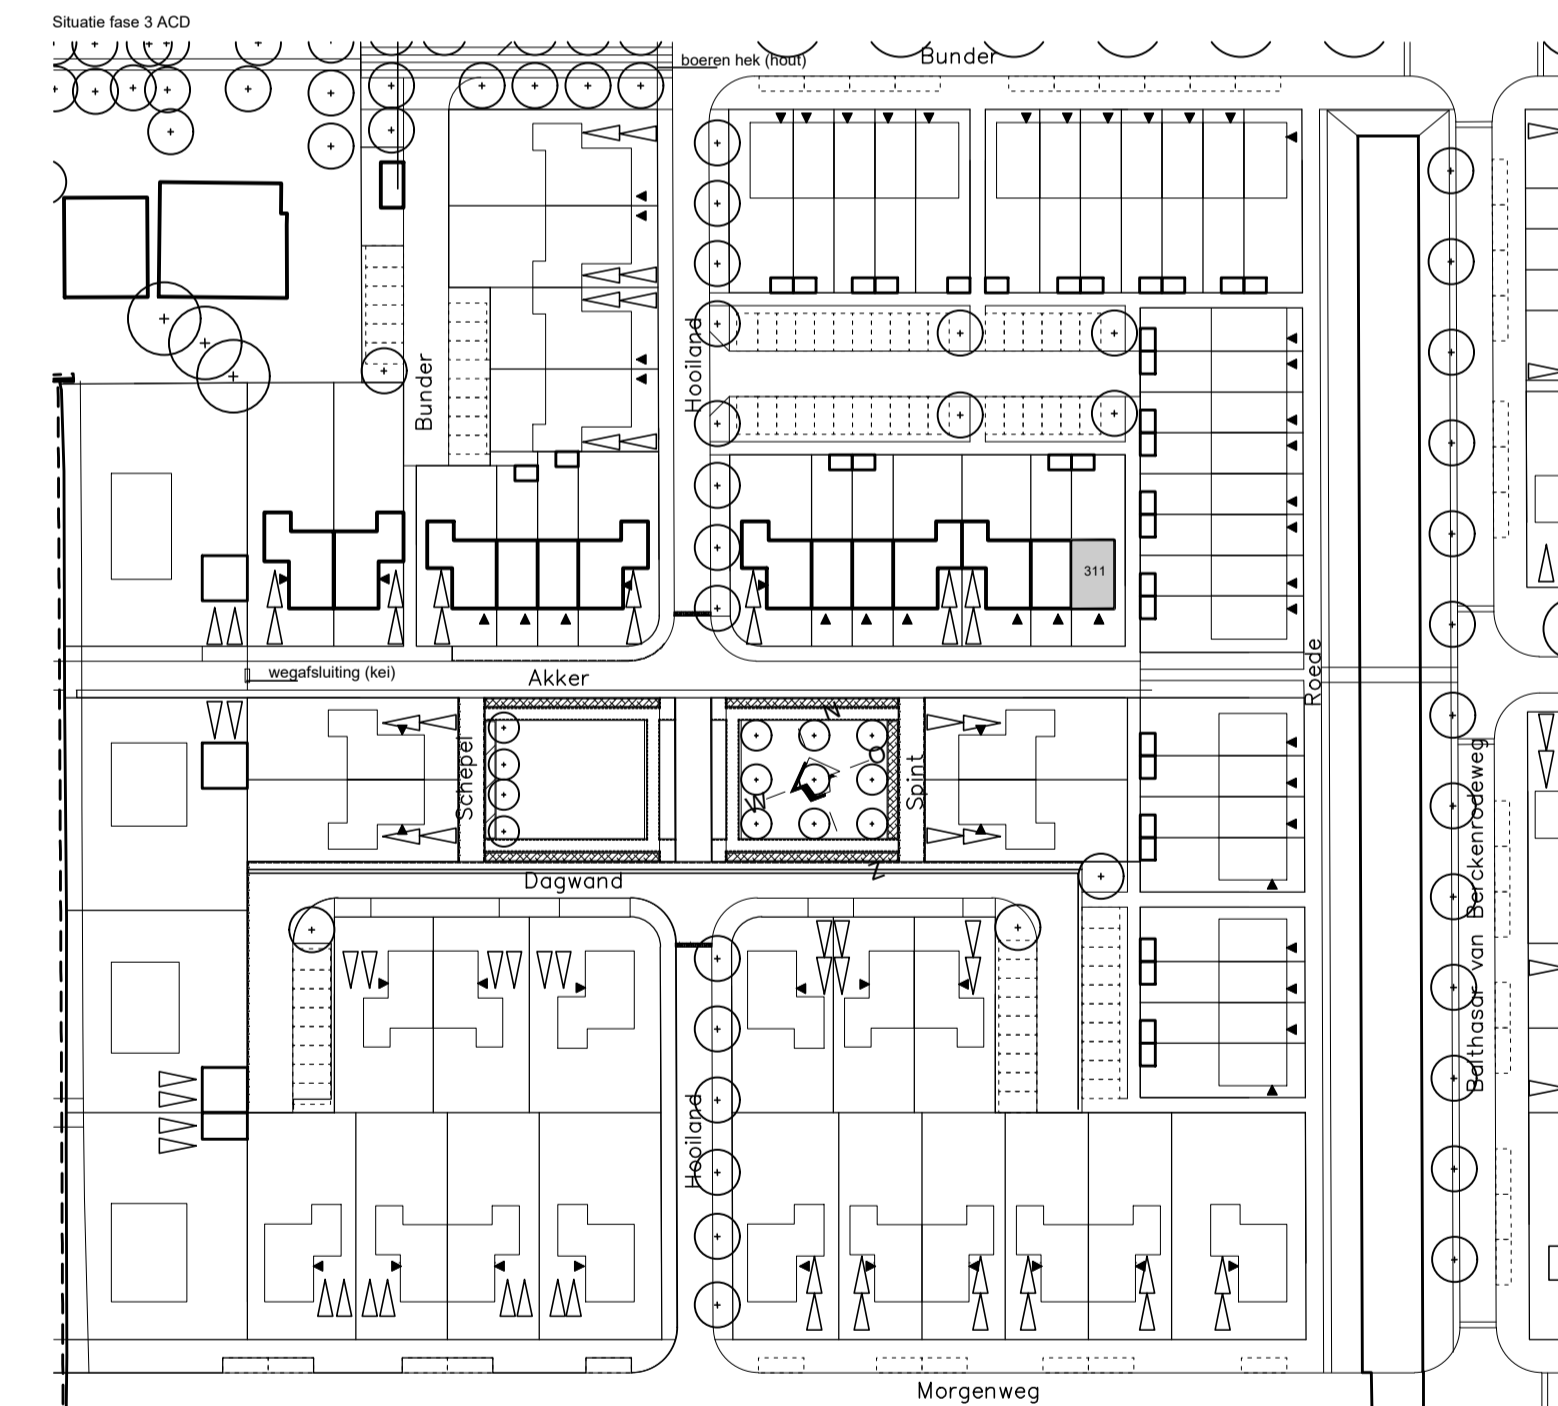 Situatie fase 3 ACD
boeren hek (hout)
Bunder
Hooiland
Bunder
311
Roede
wegafsluiting (kei)
Akker
N
O
W
Z
Schepel
Spint
Balthasar van Berckenrodeweg
Dagwand
Hooiland
Morgenweg